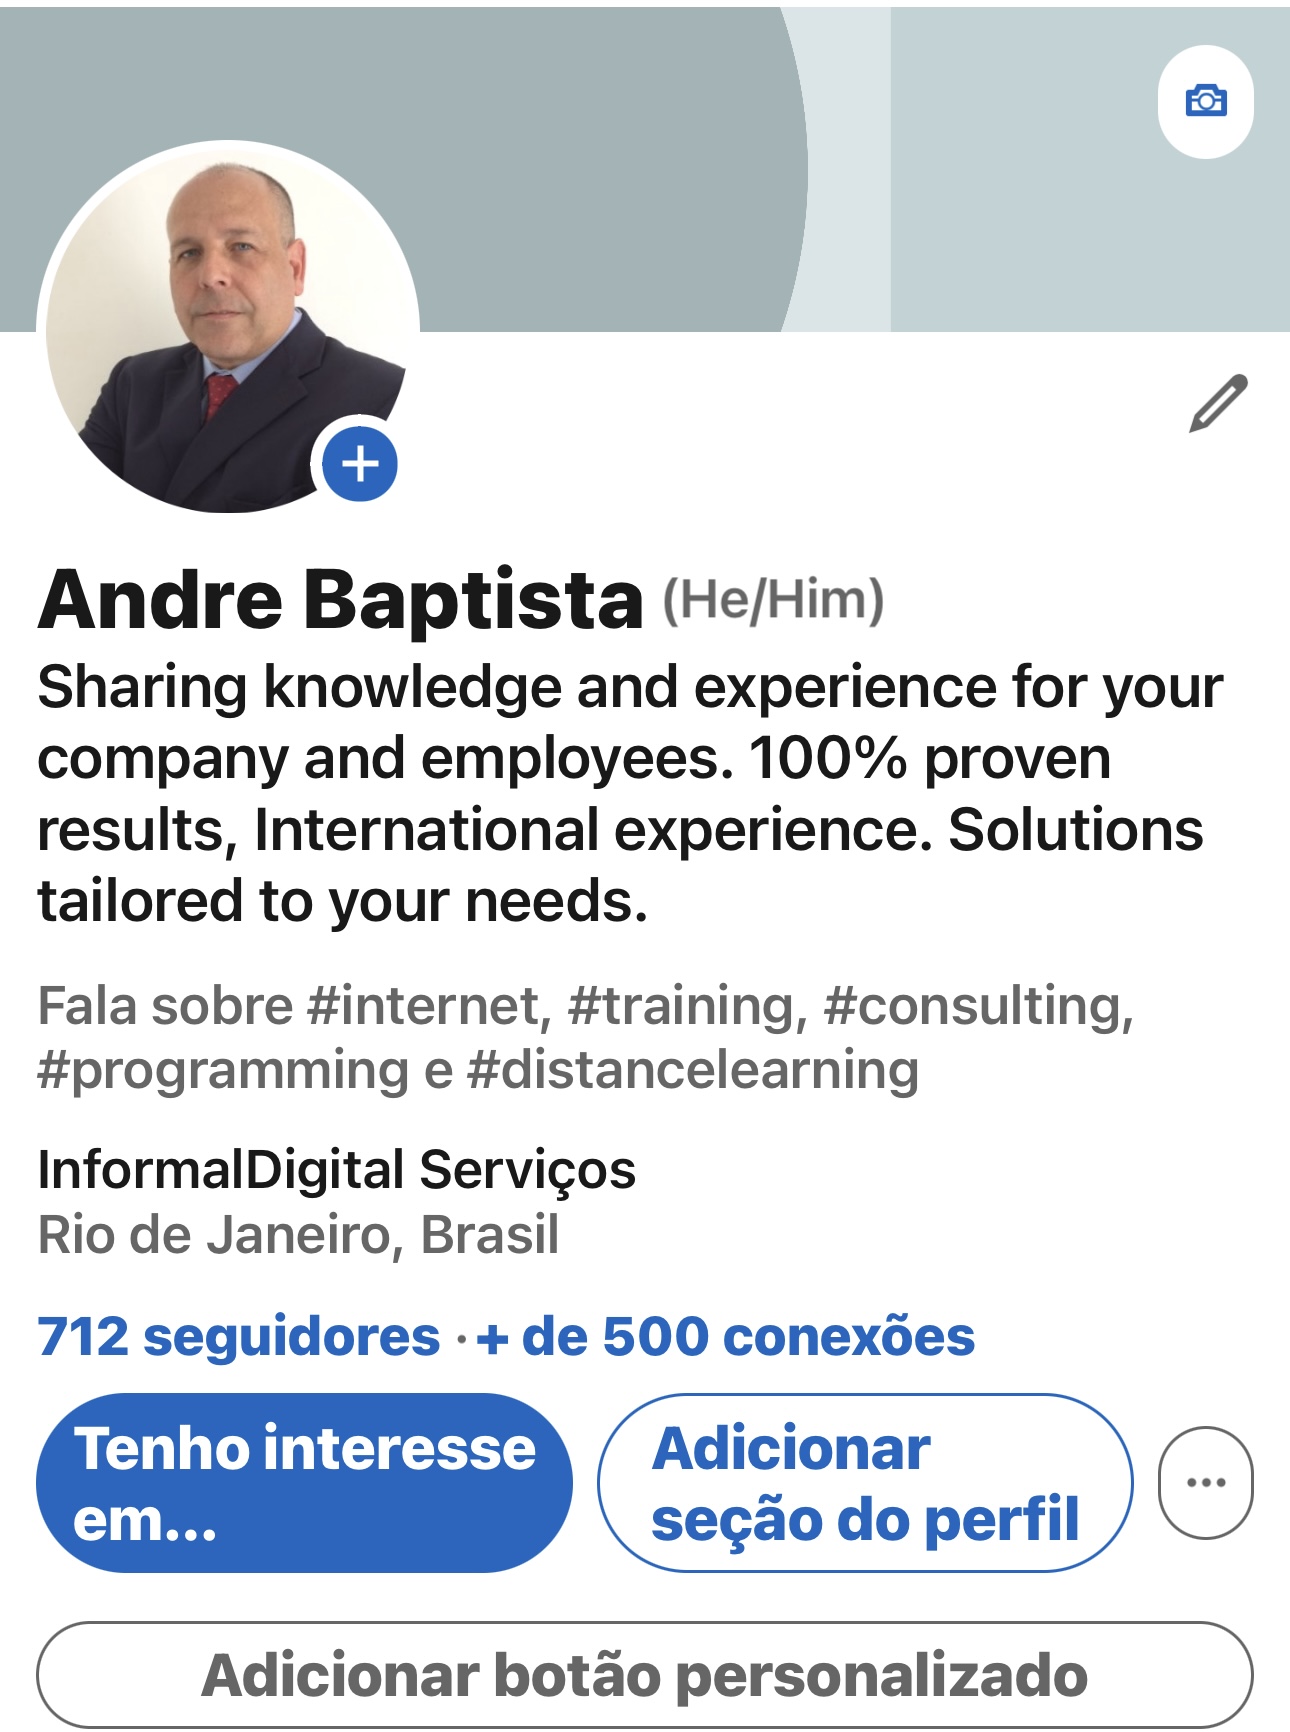 Andre Baptista (He/Him)
Sharing knowledge and experience for your
company and employees. 100% proven
results, International experience. Solutions
tailored to your needs.
Fala sobre #internet, #training, #consulting,
#programming e #distancelearning
InformalDigital Serviços
Rio de Janeiro, Brasil
712 seguidores · + de 500 conexões
Tenho interesse
em...
Adicionar
seção do perfil
Adicionar botão personalizado